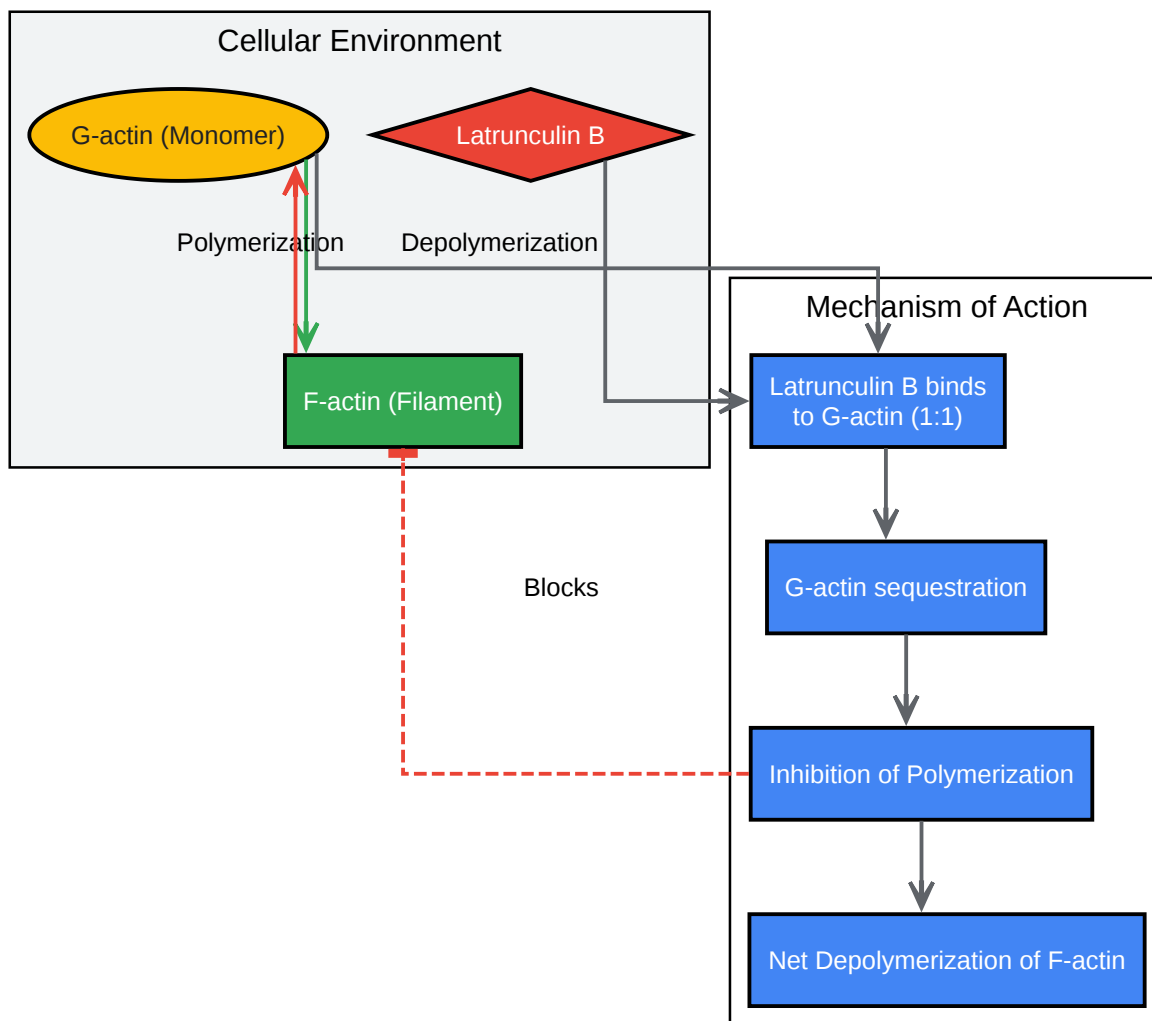 Cellular Environment
G-actin (Monomer)
Latrunculin B
Polymerization
Depolymerization
F-actin (Filament)
Blocks
Mechanism of Action
Latrunculin B binds
to G-actin (1:1)
G-actin sequestration
Inhibition of Polymerization
Net Depolymerization of F-actin